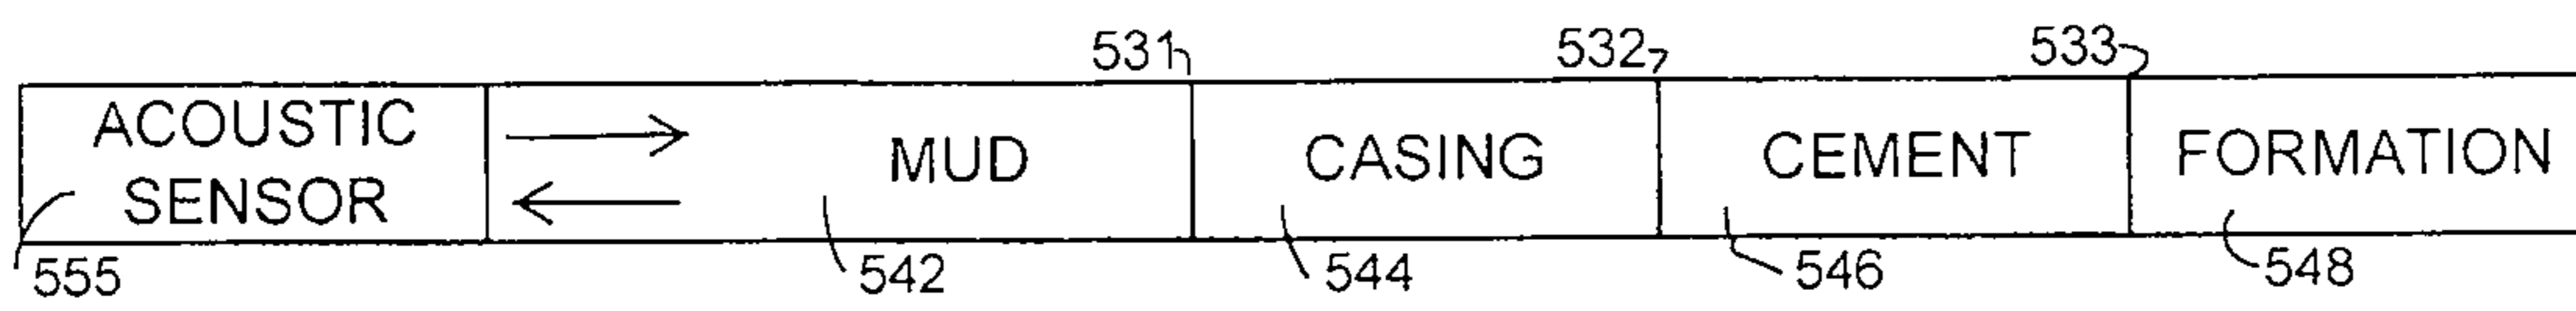 531 532 533
ACOUSTIC
SENSOR
MUD CASING CEMENT FORMATION
555 542 544 546 548